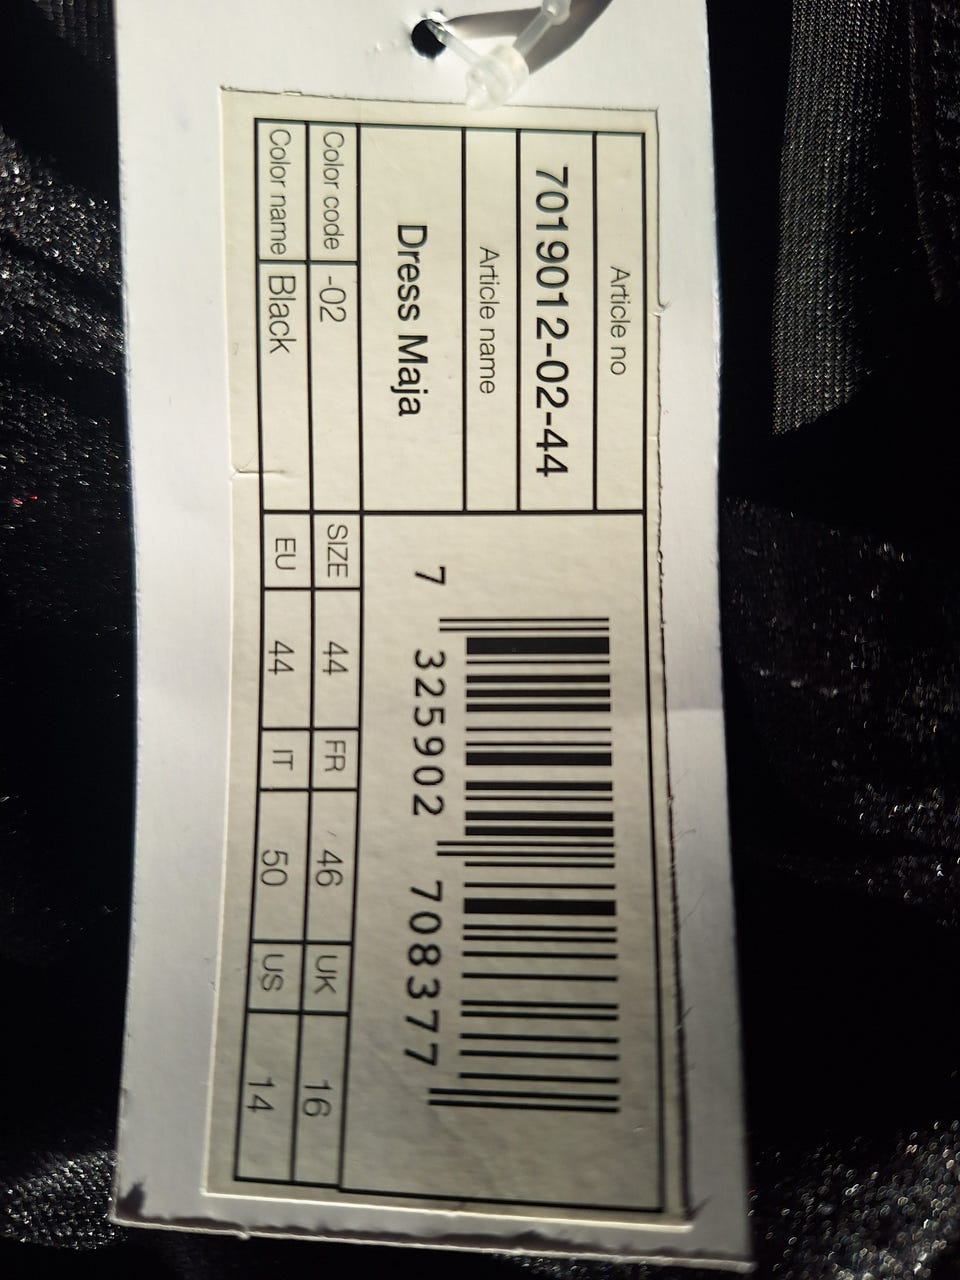 Article no
7019012-02-44
Article name
Dress Maja
Color code -02
Color name Black
7 325902 708377
SIZE 44 FR 46 UK 16
EU 44 IT 50 US 14